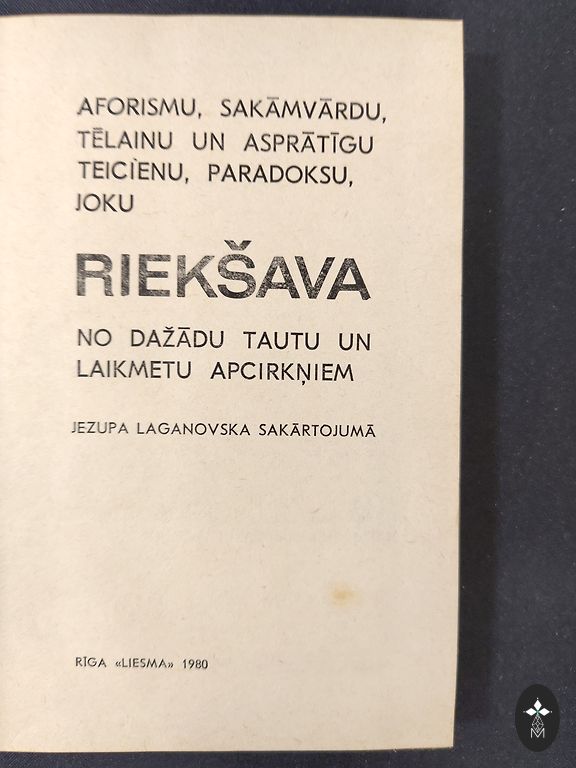 AFORISMU, SAKĀMVĀRDU,
TĒLAINU UN ASPRĀTĪGU
TEICIENU, PARADOKSU,
JOKU
RIEKŠAVA
NO DAŽĀDU TAUTU UN
LAIKMETU APCIRKŅIEM
JEZUPA LAGANOVSKA SAKĀRTOJUMĀ
RĪGA «LIESMA» 1980
M